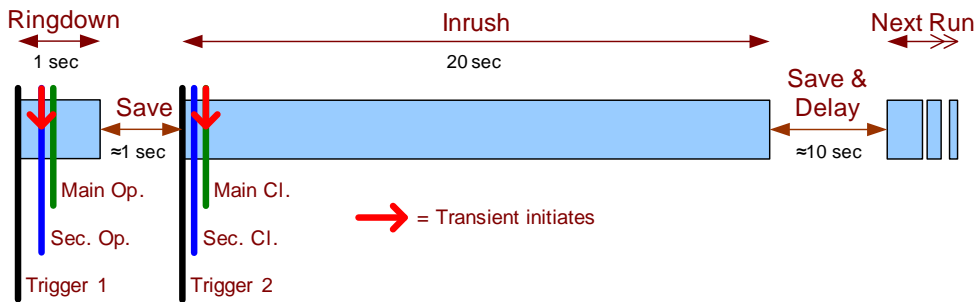 Ringdown
Inrush
Next Run
1 sec
20 sec
Save &
Delay
Save
≈1 sec
≈10 sec
Main Op.
Main Cl.
= Transient initiates
Sec. Op.
Sec. Cl.
Trigger 1
Trigger 2